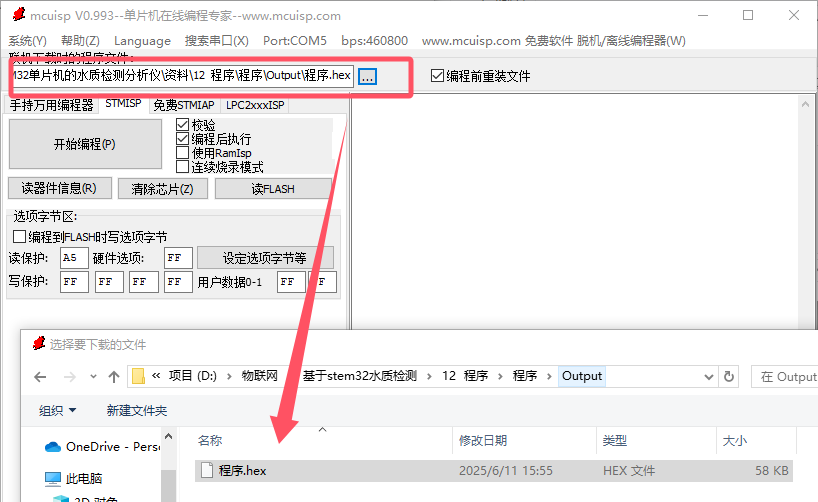 mcuisp V0.993--单片机在线编程专家--www.mcuisp.com
系统(Y) 帮助(Z) Language 搜索串口(X) Port:COM5 bps:460800 www.mcuisp.com 免费软件 脱机/离线编程器(W)
联机下载时的程序文件:
M32单片机的水质检测分析仪\资料\12 程序\程序\Output\程序.hex ... 编程前重装文件
手持万用编程器 STMISP 免费STMIAP LPC2xxxISP
开始编程(P)
校验
编程后执行
使用RamIsp
连续烧录模式
读器件信息(R) 清除芯片(Z) 读FLASH
选项字节区:
编程到FLASH时写选项字节
读保护: A5 硬件选项: FF 设定选项字节等
写保护: FF FF FF FF 用户数据0-1 FF FF
选择要下载的文件
« 项目 (D:) › 物联网 基于stem32水质检测 › 12 程序 › 程序 › Output 在 Output
组织 新建文件夹
OneDrive - Pers
此电脑
名称 修改日期 类型 大小
程序.hex 2025/6/11 15:55 HEX 文件 58 KB